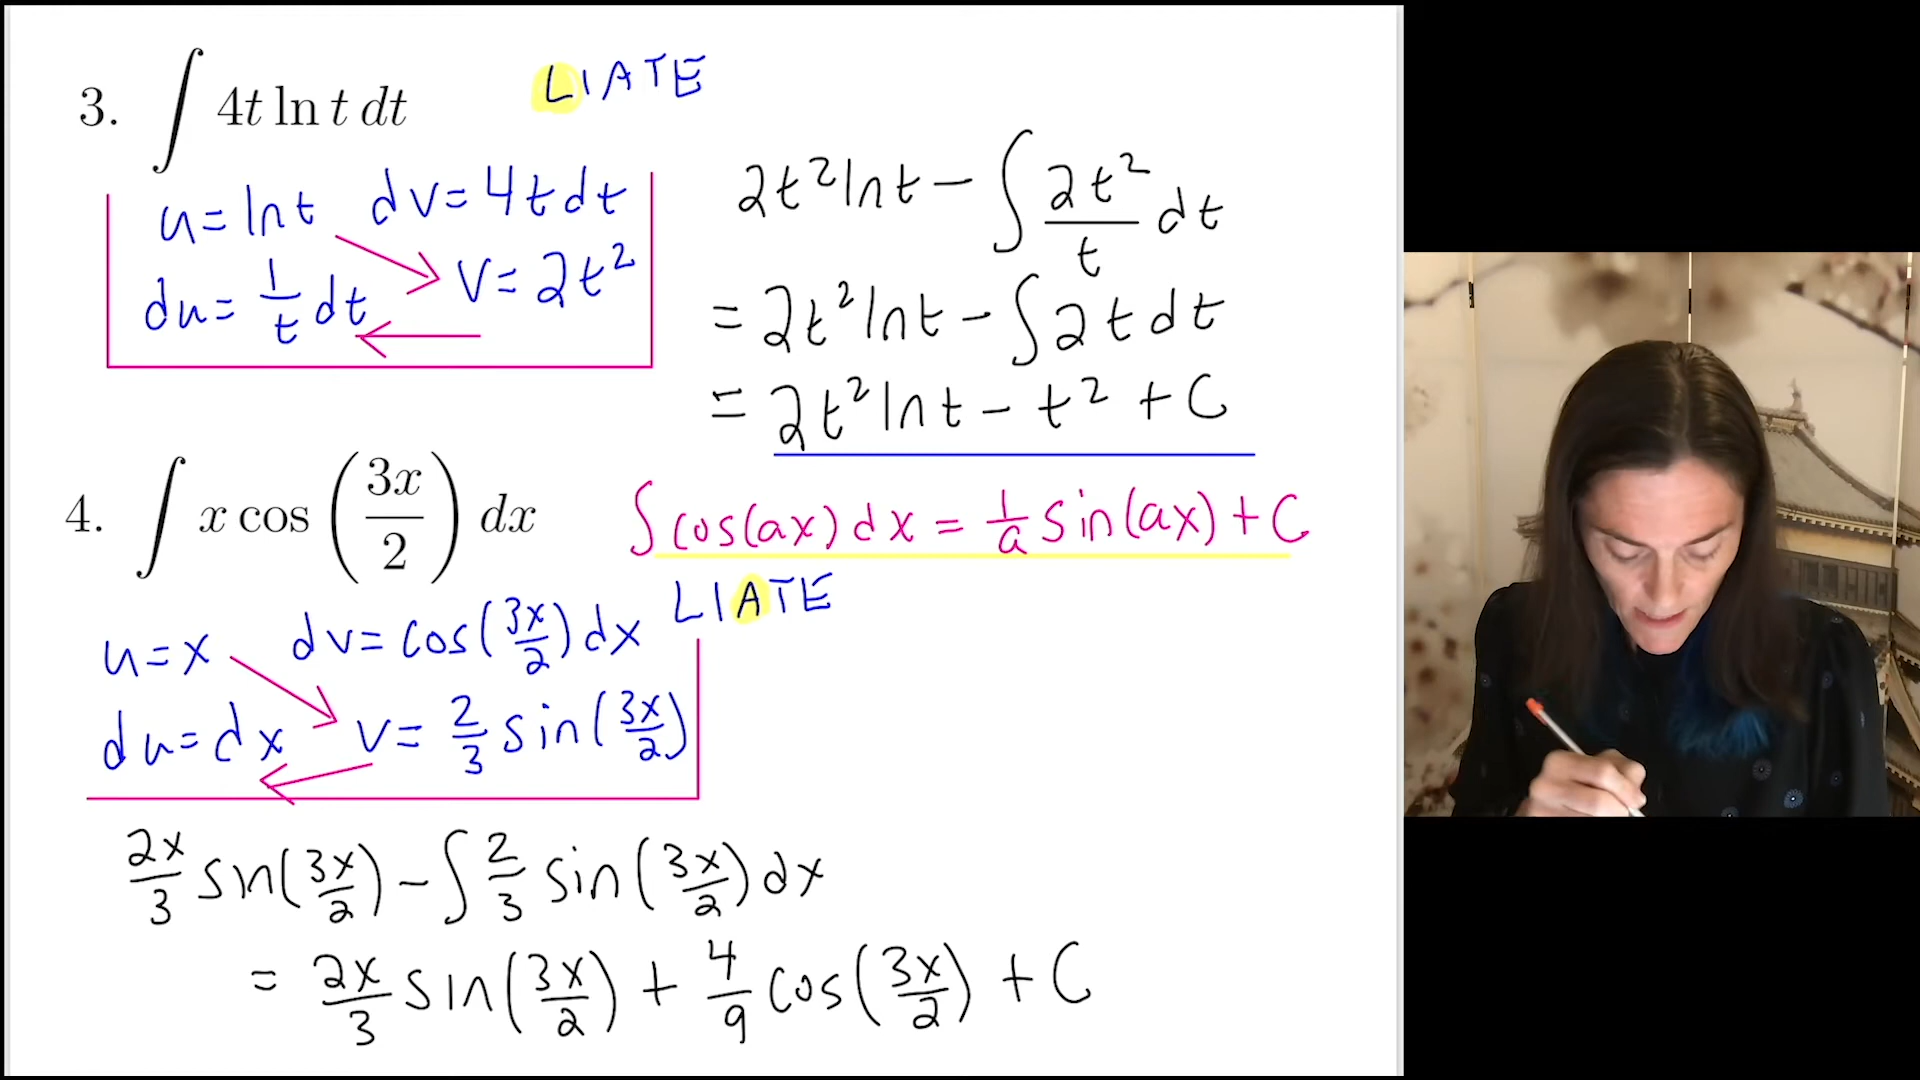 3. ∫ 4t ln t dt
LIATE
u = ln t   dv = 4t dt
du = 1/t dt   v = 2t²
2t² ln t − ∫ 2t²/t dt
= 2t² ln t − ∫ 2t dt
= 2t² ln t − t² + C
4. ∫ x cos (3x/2) dx
∫ cos(ax) dx = 1/a sin(ax) + C
LIATE
u = x   dv = cos(3x/2) dx
du = dx   v = 2/3 sin(3x/2)
2x/3 sin(3x/2) − ∫ 2/3 sin(3x/2) dx
= 2x/3 sin(3x/2) + 4/9 cos(3x/2) + C